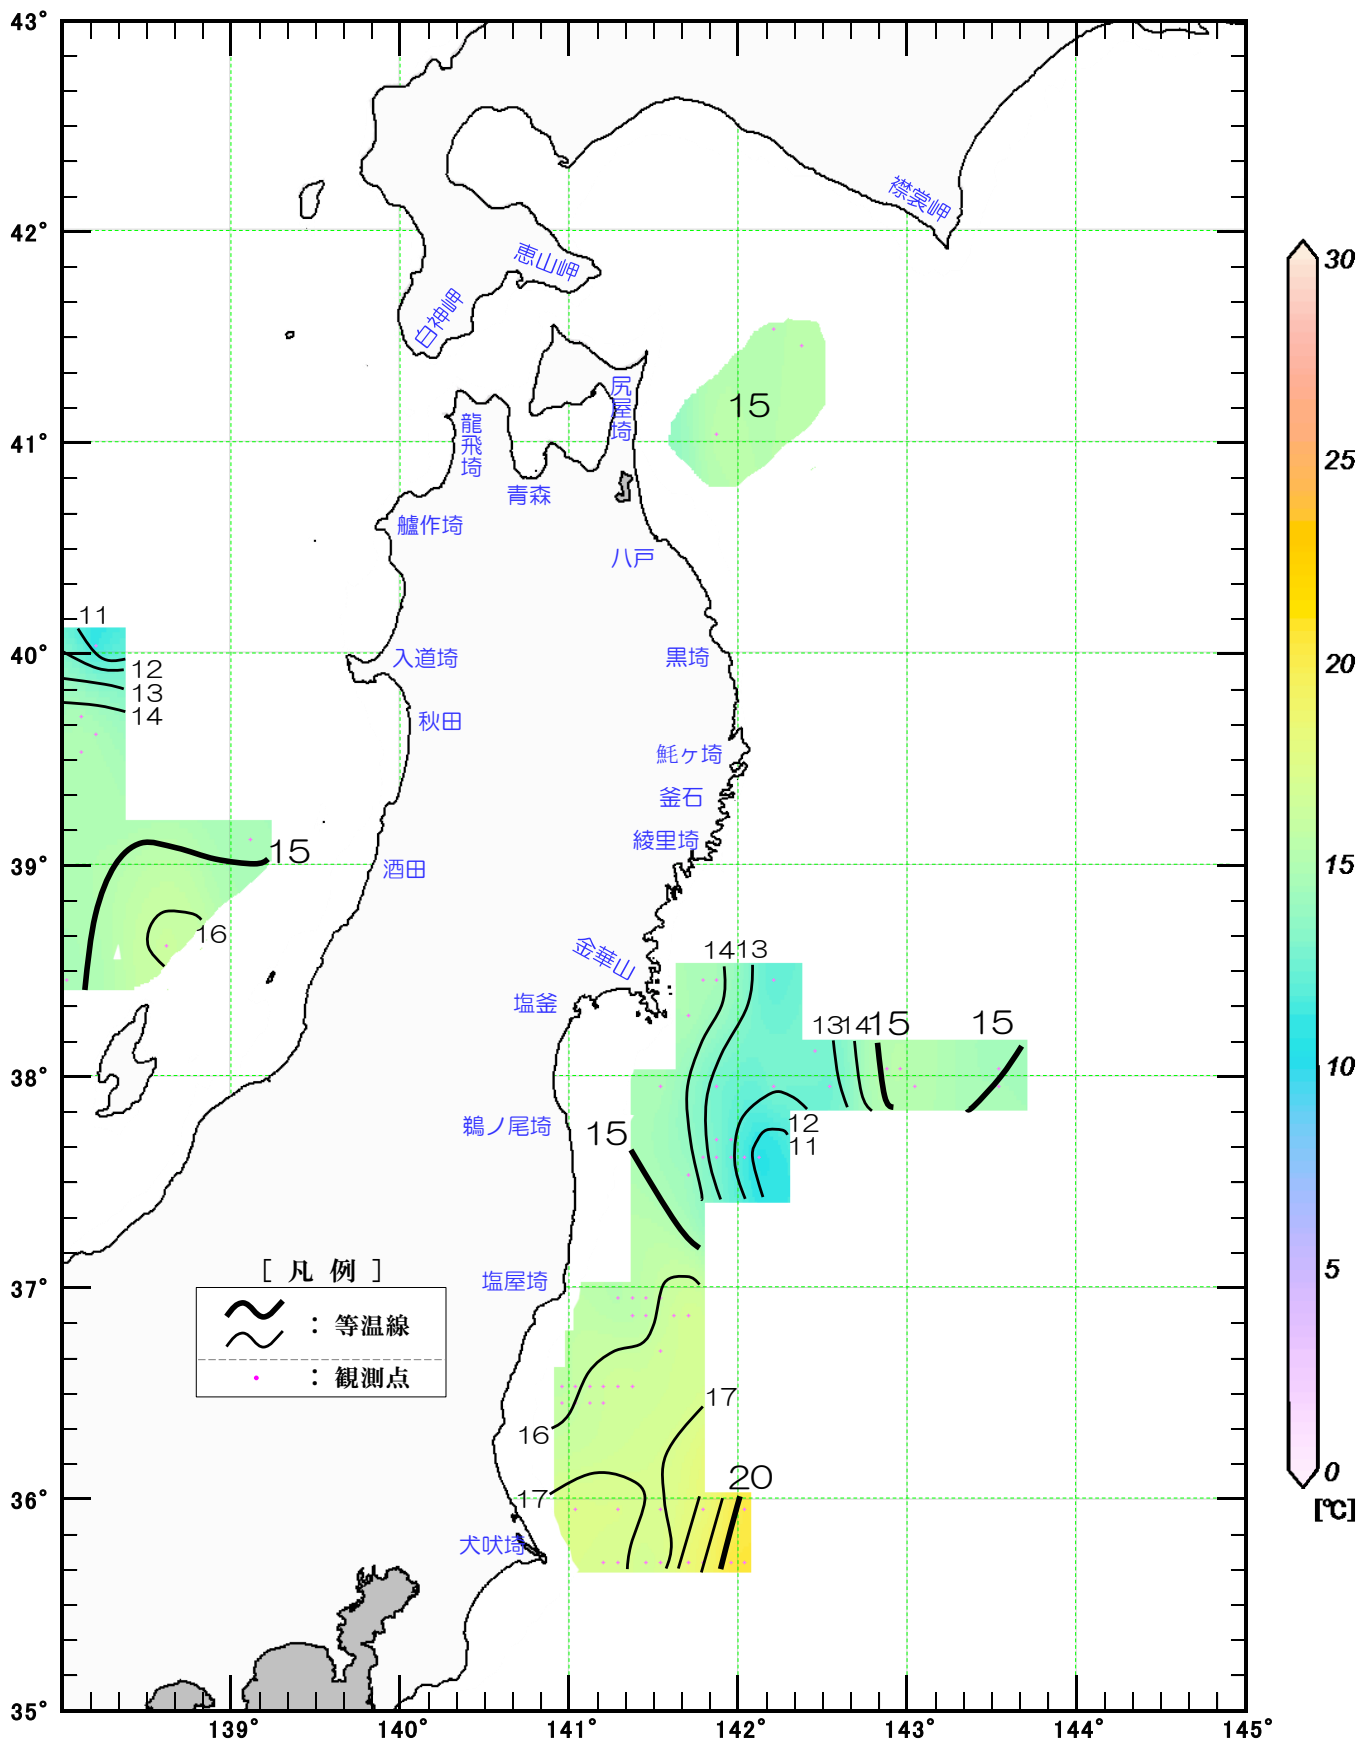 43°
42°
41°
40°
39°
38°
37°
36°
35°
139°
140°
141°
142°
143°
144°
145°
襟裳岬
恵山岬
白神岬
尻屋埼
龍飛埼
青森
艫作埼
八戸
15
11
12
13
14
入道埼
黒埼
秋田
魹ヶ埼
釜石
綾里埼
15
酒田
16
金華山
14
13
塩釜
13
14
15
15
鵜ノ尾埼
15
12
11
塩屋埼
[ 凡 例 ]
: 等温線
: 観測点
17
16
20
17
犬吠埼
30
25
20
15
10
5
0
[℃]